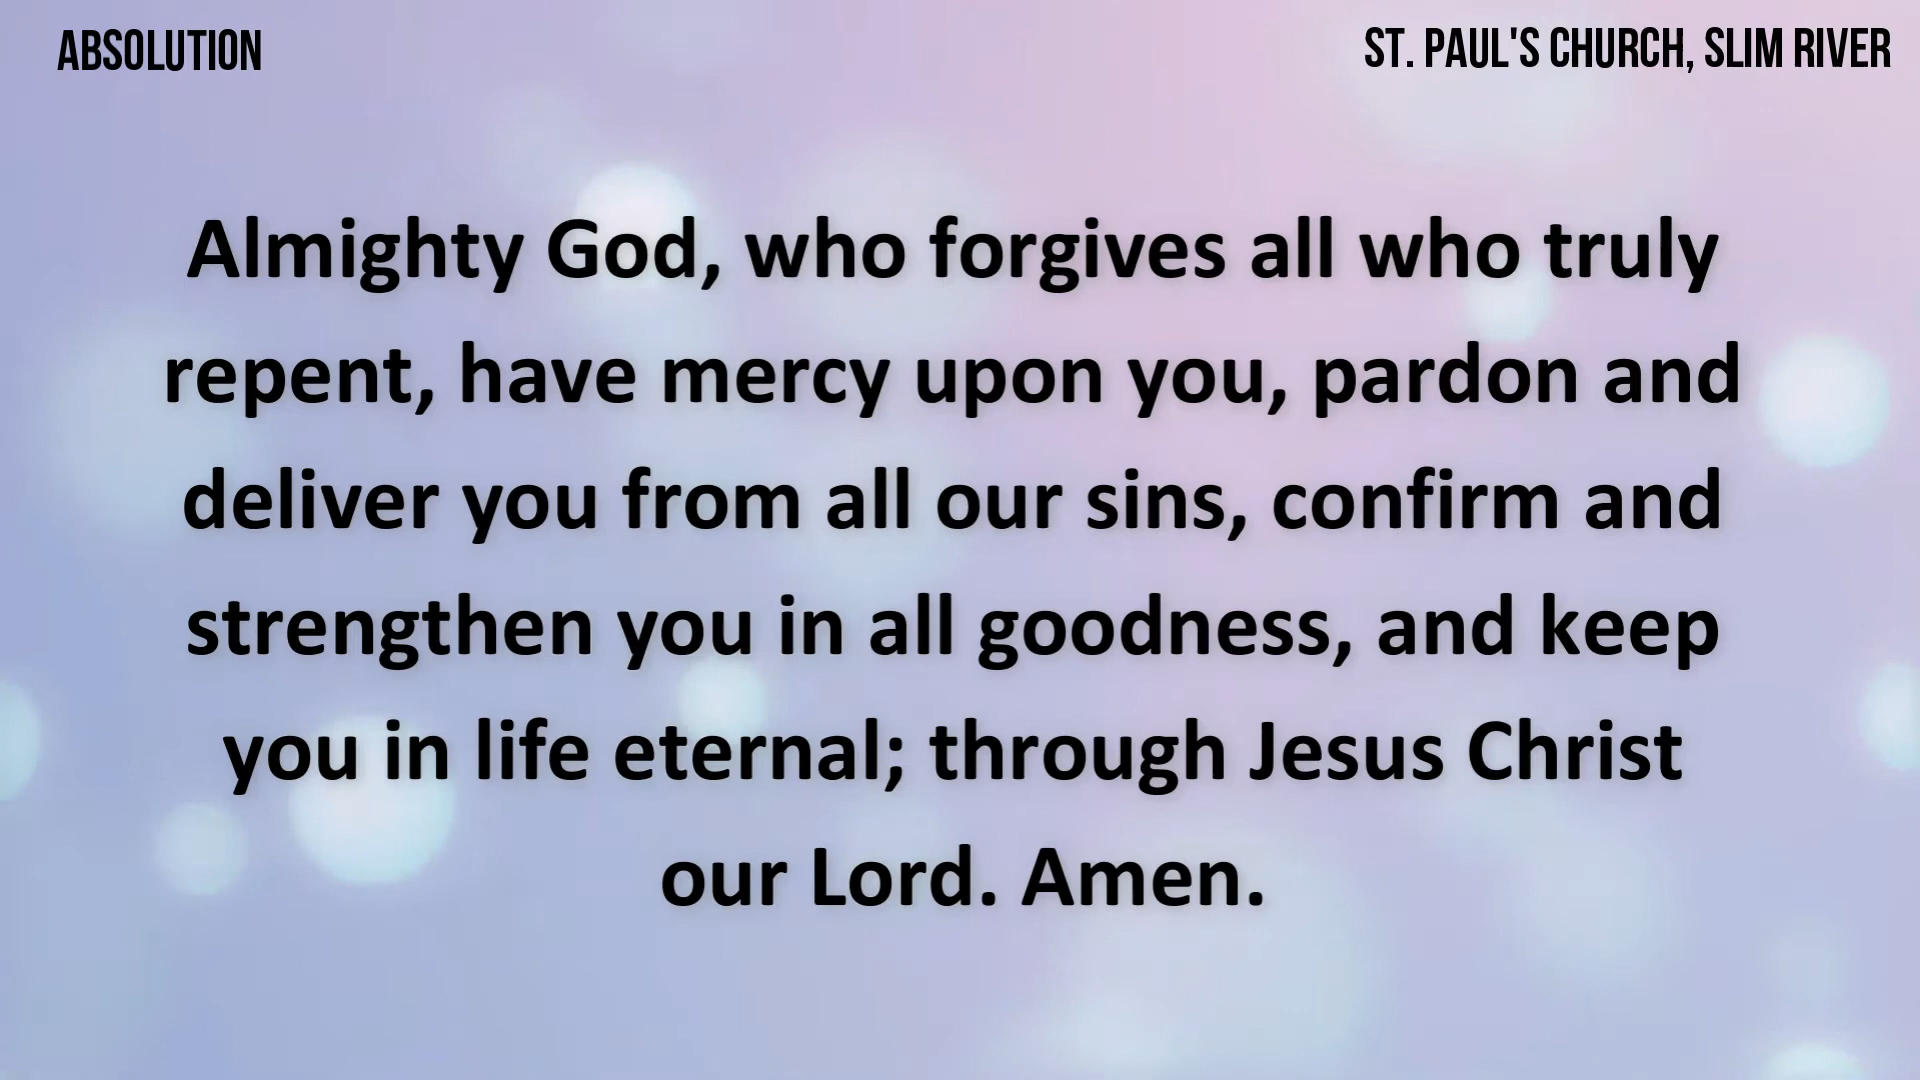 ABSOLUTION
ST. PAUL'S CHURCH, SLIM RIVER
Almighty God, who forgives all who truly
repent, have mercy upon you, pardon and
deliver you from all our sins, confirm and
strengthen you in all goodness, and keep
you in life eternal; through Jesus Christ
our Lord. Amen.